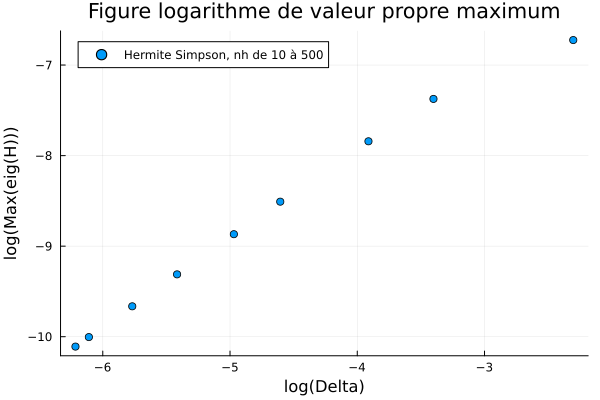 Figure logarithme de valeur propre maximum
Hermite Simpson, nh de 10 à 500
log(Max(eig(H)))
−7
−8
−9
−10
−6
−5
−4
−3
log(Delta)